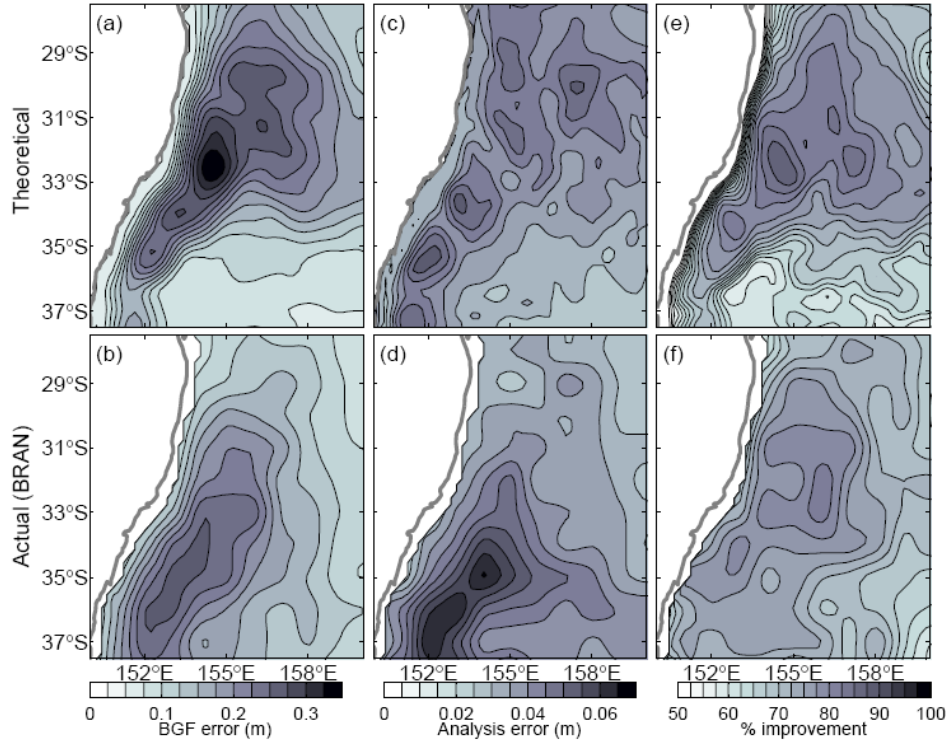 (a) (c) (e)
29°S
31°S
33°S
35°S
37°S
Theoretical
(b) (d) (f)
29°S
31°S
33°S
35°S
37°S
Actual (BRAN)
152°E 155°E 158°E 152°E 155°E 158°E 152°E 155°E 158°E
0 0.1 0.2 0.3 0 0.02 0.04 0.06 50 60 70 80 90 100
BGF error (m) Analysis error (m) % improvement